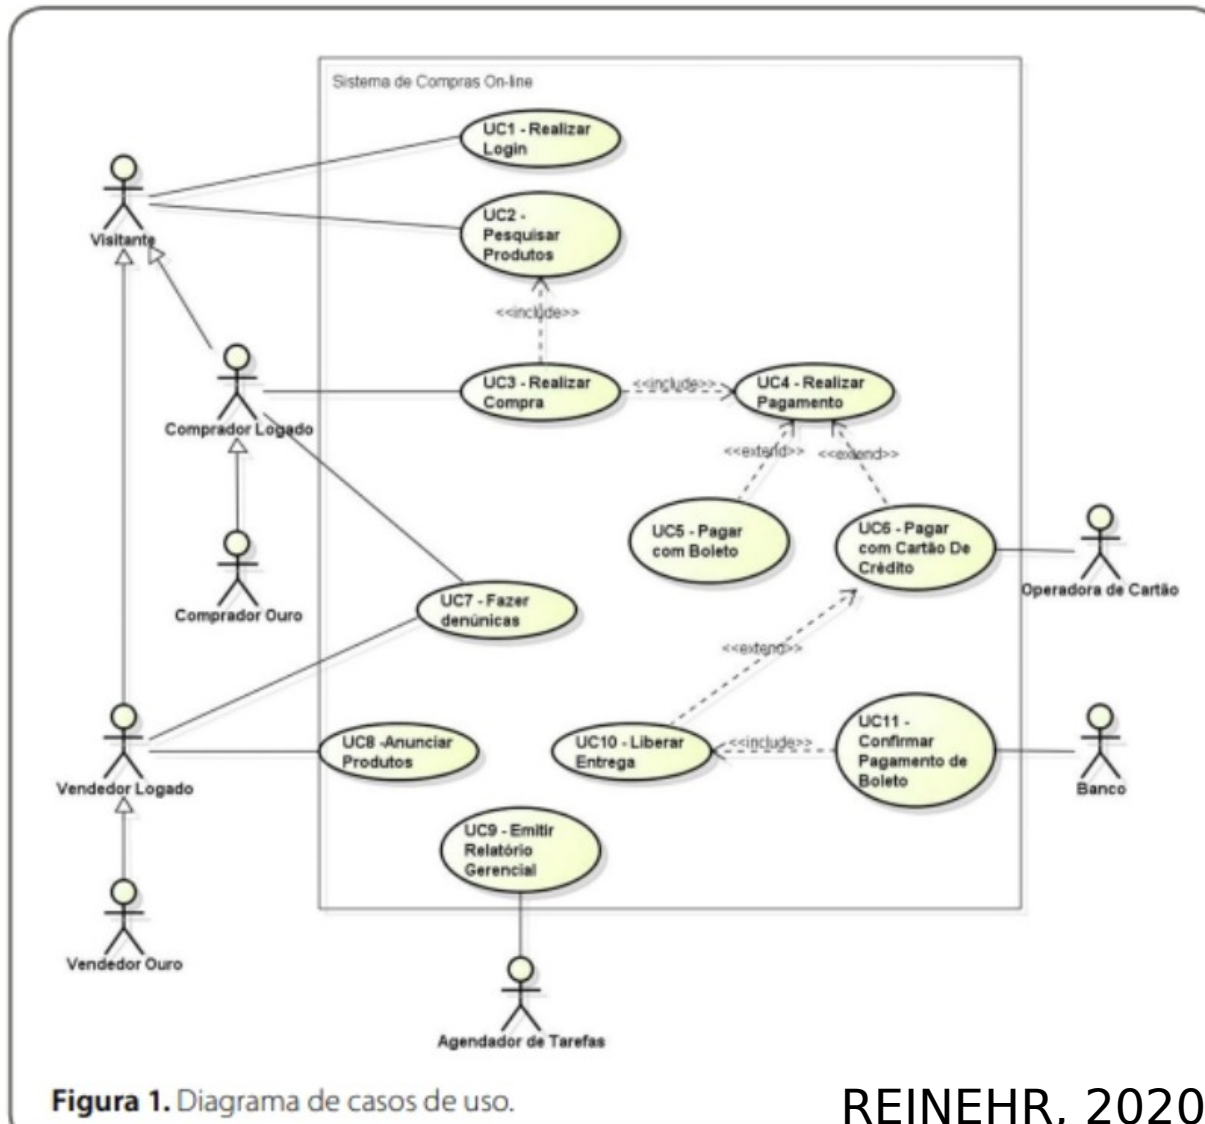 Sistema de Compras On-line
UC1 - Realizar
Login
UC2 -
Pesquisar
Produtos
Visitante
<<include>>
UC3 - Realizar
Compra
<<include>>
UC4 - Realizar
Pagamento
Comprador Logado
<<extend>>
<<extend>>
UC5 - Pagar
com Boleto
UC6 - Pagar
com Cartão De
Crédito
Operadora de Cartão
Comprador Ouro
UC7 - Fazer
denúnicas
<<extend>>
UC8 -Anunciar
Produtos
UC10 - Liberar
Entrega
<<include>>
UC11 -
Confirmar
Pagamento de
Boleto
Vendedor Logado
Banco
UC9 - Emitir
Relatório
Gerencial
Vendedor Ouro
Agendador de Tarefas
Figura 1. Diagrama de casos de uso.
REINEHR, 2020